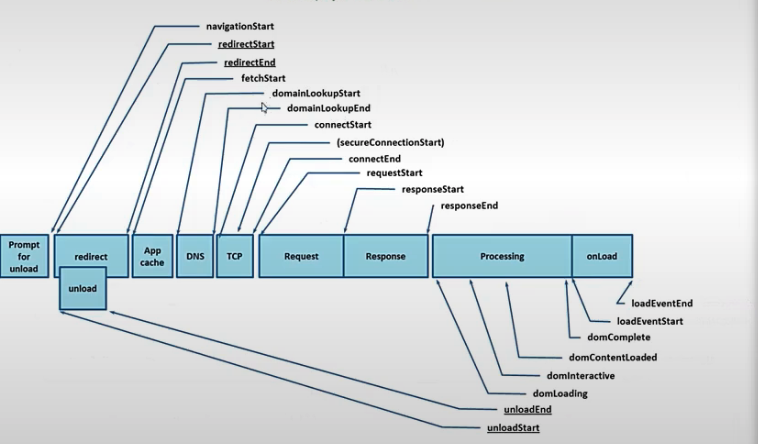 navigationStart
redirectStart
redirectEnd
fetchStart
domainLookupStart
domainLookupEnd
connectStart
(secureConnectionStart)
connectEnd
requestStart
responseStart
responseEnd
Prompt
for
unload
redirect
unload
App
cache
DNS
TCP
Request
Response
Processing
onLoad
loadEventEnd
loadEventStart
domComplete
domContentLoaded
domInteractive
domLoading
unloadEnd
unloadStart